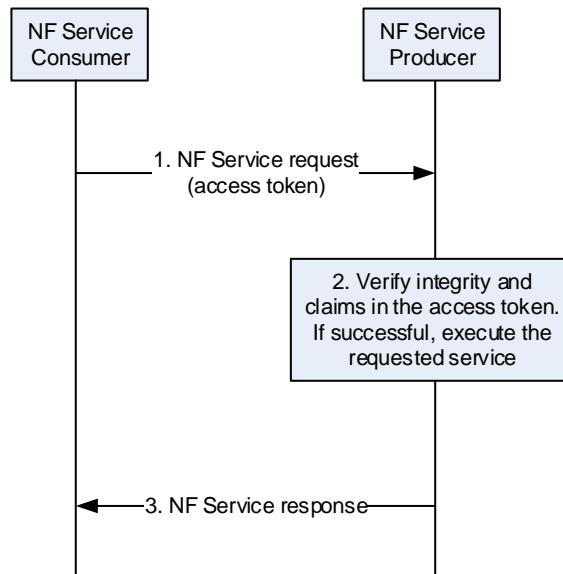 NF Service
Consumer
NF Service
Producer
1. NF Service request
(access token)
2. Verify integrity and
claims in the access token.
If successful, execute the
requested service
3. NF Service response